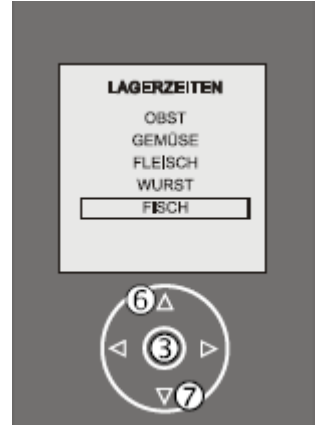 LAGERZEITEN
OBST
GEMÜSE
FLEISCH
WURST
FISCH
6
3
7